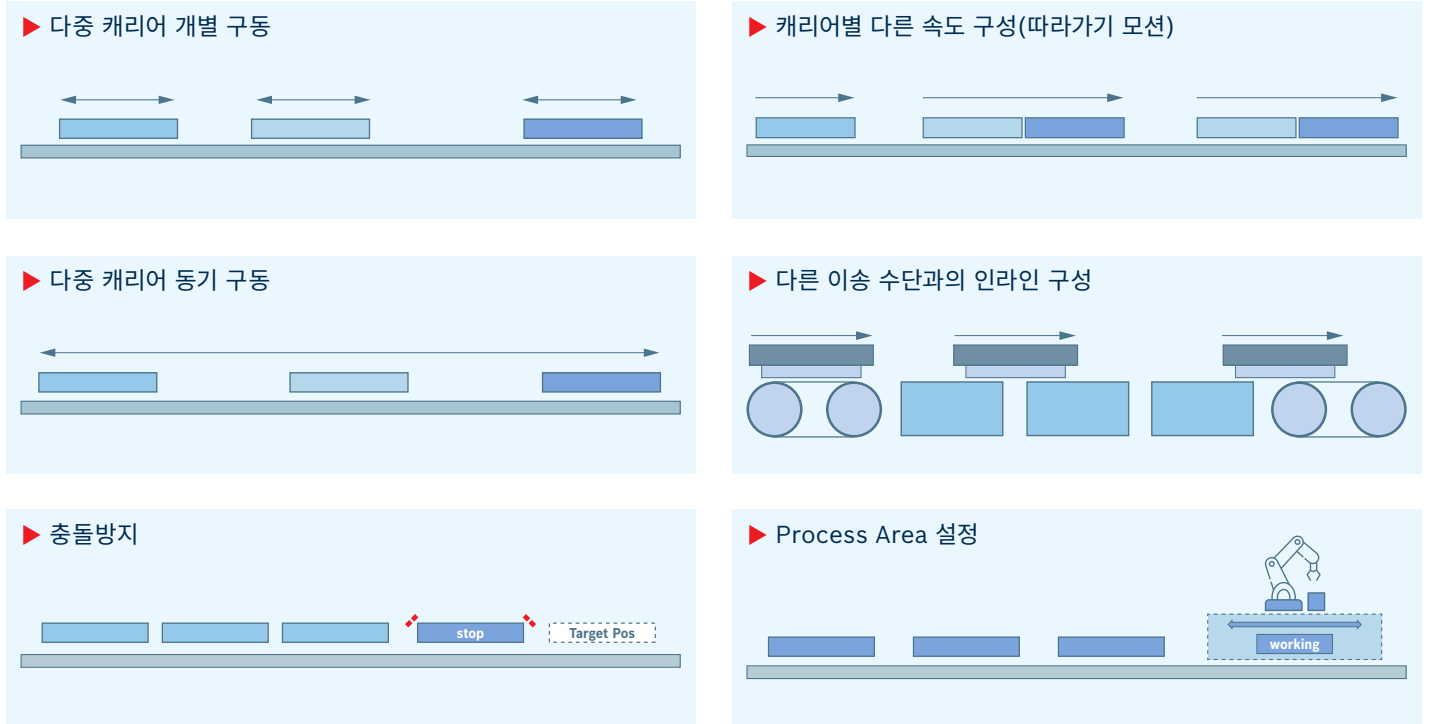 ▶ 다중 캐리어 개별 구동
▶ 캐리어별 다른 속도 구성(따라가기 모션)
▶ 다중 캐리어 동기 구동
▶ 다른 이송 수단과의 인라인 구성
▶ 충돌방지
stop
Target Pos
▶ Process Area 설정
working